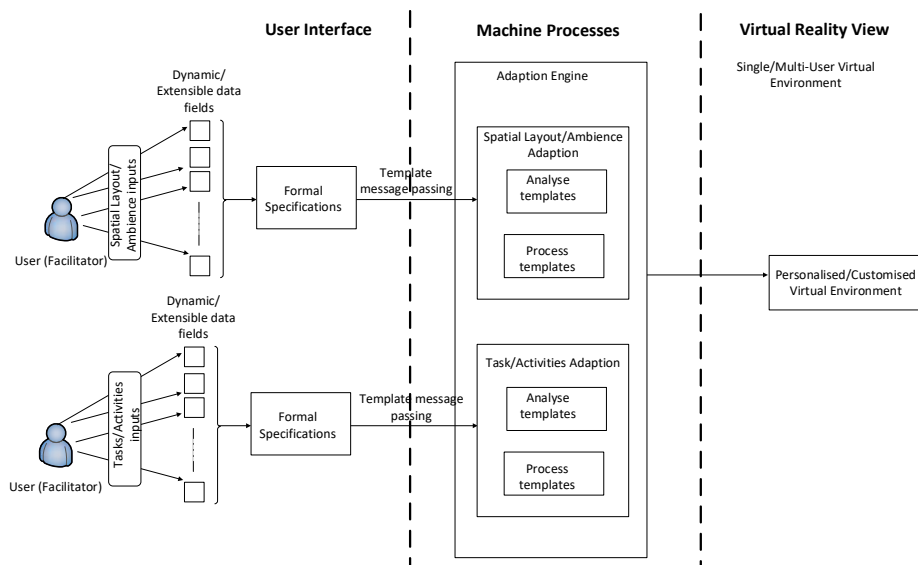 User Interface
Machine Processes
Virtual Reality View
Dynamic/
Extensible data
fields
Spatial Layout/
Ambience inputs
User (Facilitator)
Formal
Specifications
Template
message passing
Adaption Engine
Spatial Layout/Ambience
Adaption
Analyse
templates
Process
templates
Single/Multi-User Virtual
Environment
Personalised/Customised
Virtual Environment
Dynamic/
Extensible data
fields
Tasks/Activities
inputs
User (Facilitator)
Formal
Specifications
Template message
passing
Task/Activities Adaption
Analyse
templates
Process
templates